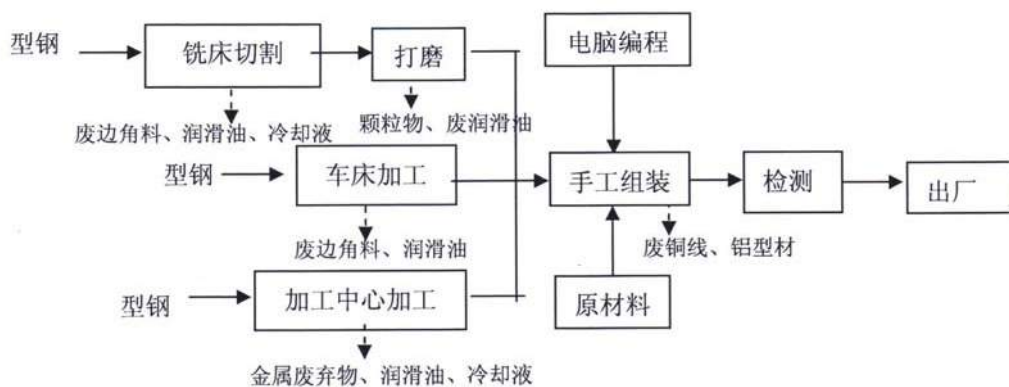 型钢
铣床切割
打磨
电脑编程
废边角料、润滑油、冷却液
颗粒物、废润滑油
型钢
车床加工
手工组装
检测
出厂
废边角料、润滑油
废铜线、铝型材
型钢
加工中心加工
原材料
金属废弃物、润滑油、冷却液